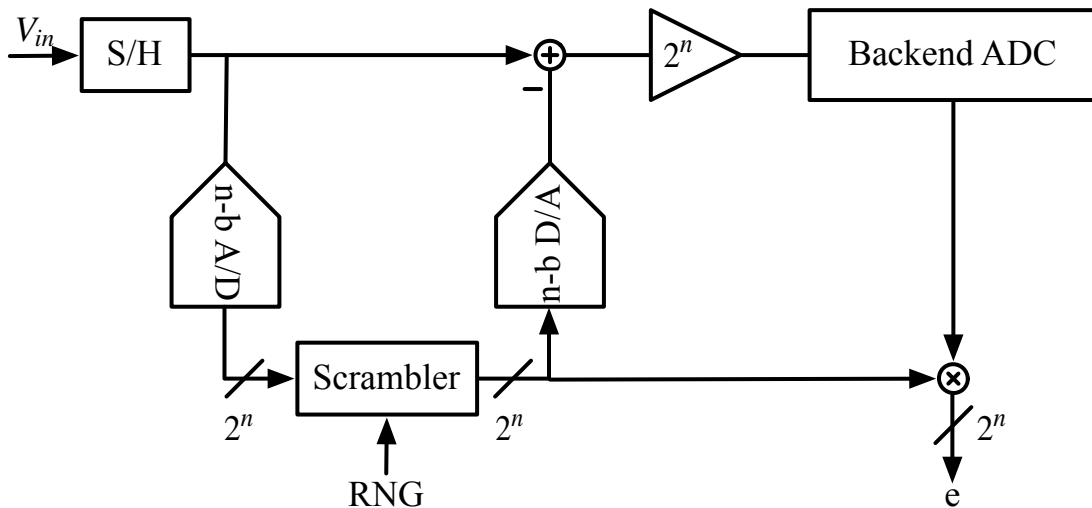 V_in
S/H
2^n
Backend ADC
n-b A/D
n-b D/A
Scrambler
2^n
2^n
2^n
RNG
e